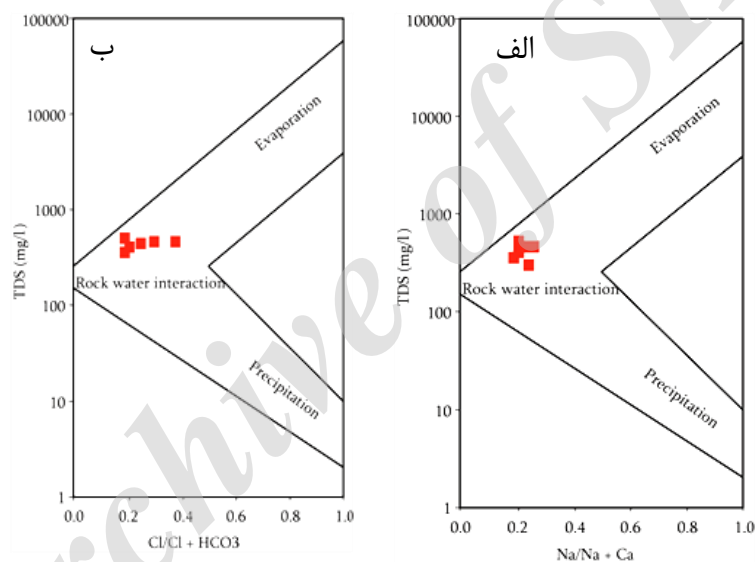 ب
100000
10000
1000
100
10
1
TDS (mg/l)
Evaporation
Rock water interaction
Precipitation
0.0 0.2 0.4 0.6 0.8 1.0
Cl/Cl + HCO3
الف
100000
10000
1000
100
10
1
TDS (mg/l)
Evaporation
Rock water interaction
Precipitation
0.0 0.2 0.4 0.6 0.8 1.0
Na/Na + Ca
chive of SI